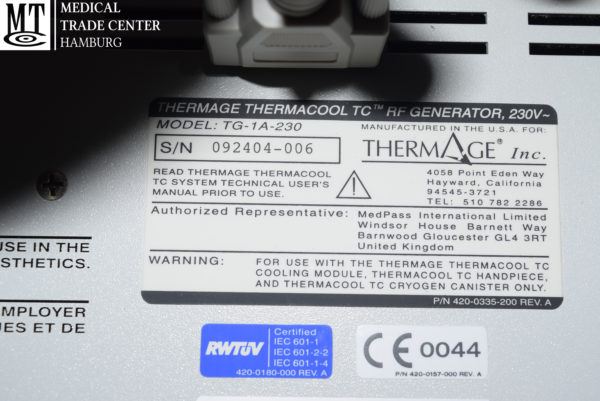 MT
MEDICAL
TRADE CENTER
HAMBURG
THERMAGE THERMACOOL TC™ RF GENERATOR, 230V~
MODEL: TG-1A-230
S/N 092404-006
MANUFACTURED IN THE U.S.A. FOR:
THERMAGE® Inc.
4058 Point Eden Way
Hayward, California
94545-3721
TEL: 510 782 2286
READ THERMAGE THERMACOOL
TC SYSTEM TECHNICAL USER'S
MANUAL PRIOR TO USE.
Authorized Representative: MedPass International Limited
Windsor House Barnett Way
Barnwood Gloucester GL4 3RT
United Kingdom
WARNING: FOR USE WITH THE THERMAGE THERMACOOL TC
COOLING MODULE, THERMACOOL TC HANDPIECE,
AND THERMACOOL TC CRYOGEN CANISTER ONLY.
P/N 420-0335-200 REV. A
USE IN THE
STHETICS.
EMPLOYER
UES ET DE
RWTÜV
Certified
IEC 601-1
IEC 601-2-2
IEC 601-1-4
420-0180-000 REV. A
CE 0044
P/N 420-0157-000 REV. A